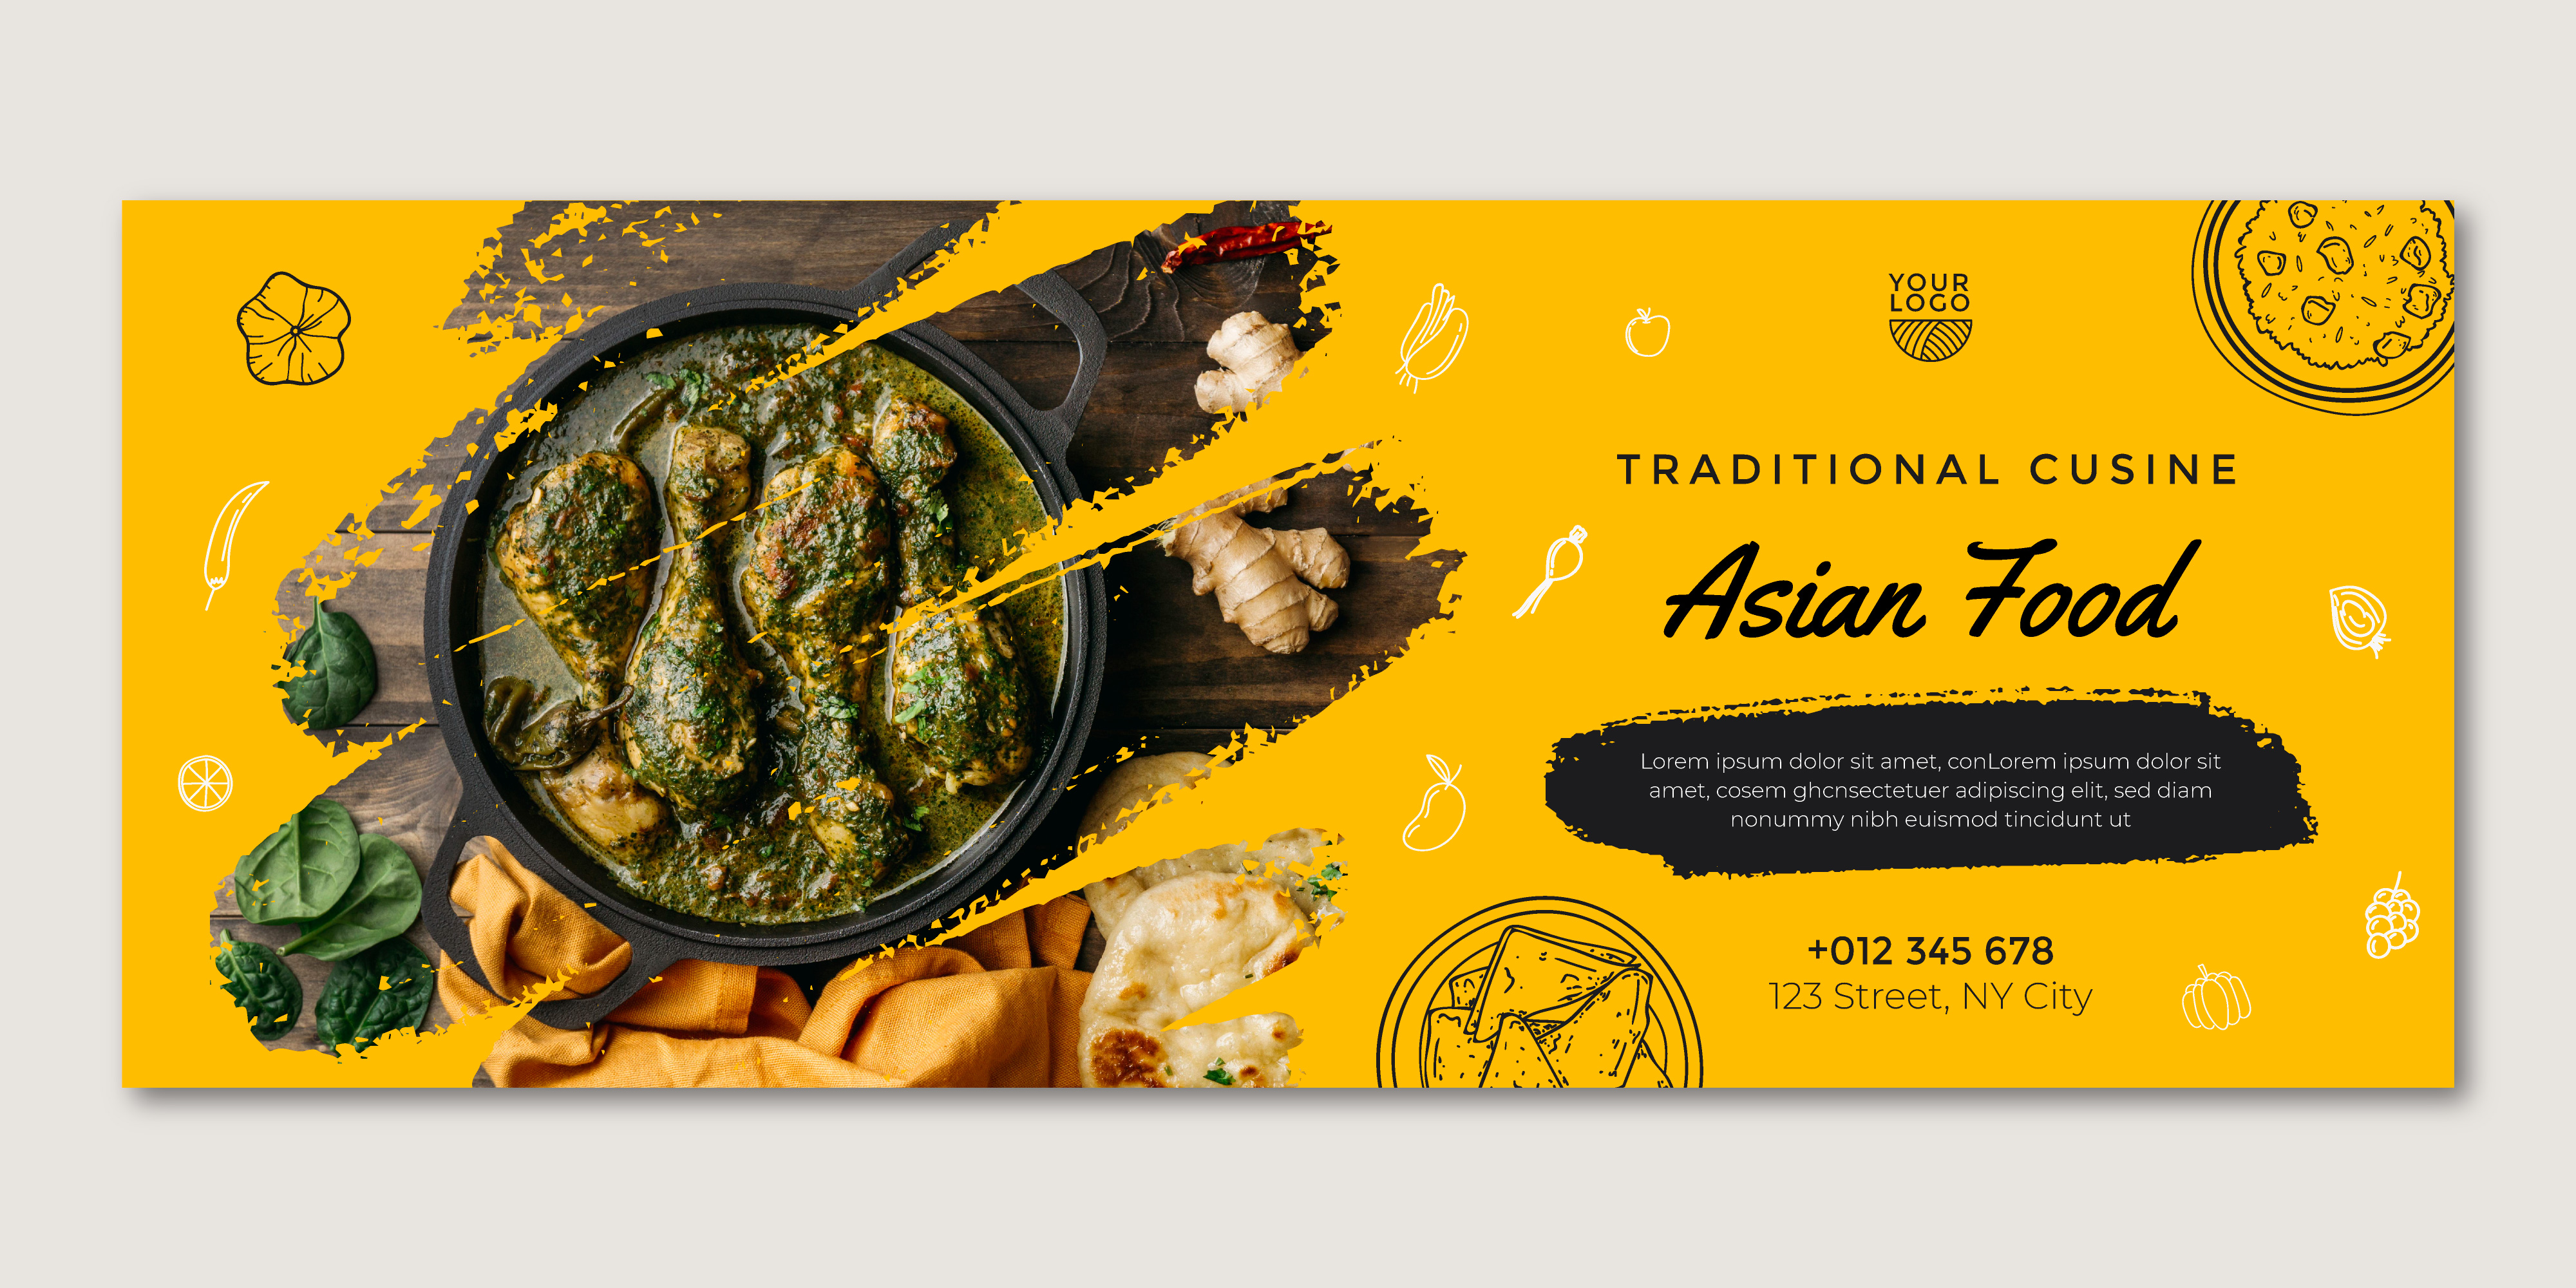 YOUR
LOGO
TRADITIONAL CUSINE
Asian Food
Lorem ipsum dolor sit amet, conLorem ipsum dolor sit
amet, cosem ghcnsectetuer adipiscing elit, sed diam
nonummy nibh euismod tincidunt ut
+012 345 678
123 Street, NY City